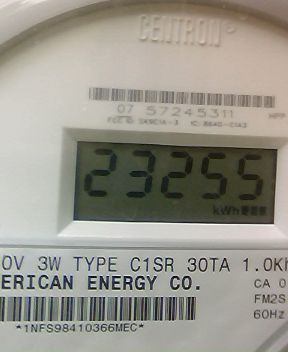 CENTRON
07 57245311
23255
kWh
0V 3W TYPE C1SR 30TA 1.0Kh
ERICAN ENERGY CO.
CA 0
FM2S
60Hz
*1NFS98410366MEC*